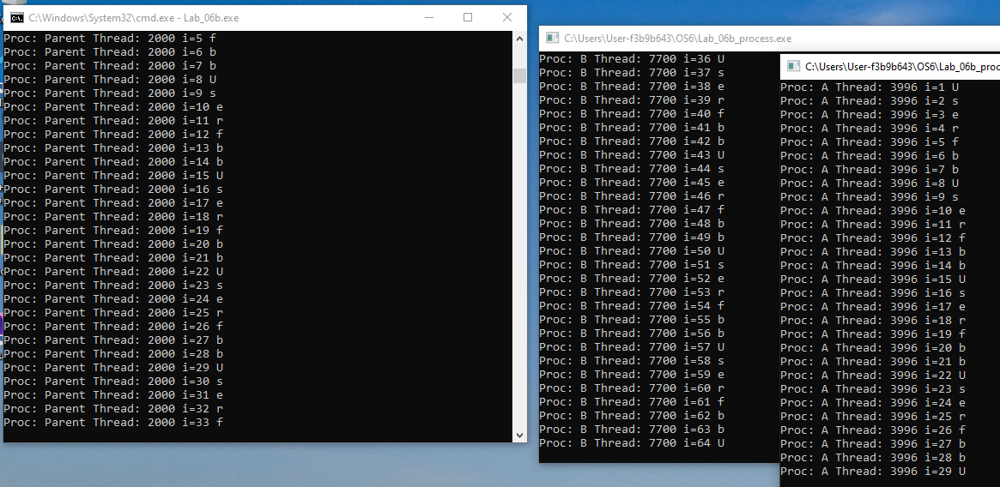 C:\Windows\System32\cmd.exe - Lab_06b.exe
Proc: Parent Thread: 2000 i=5 f
Proc: Parent Thread: 2000 i=6 b
Proc: Parent Thread: 2000 i=7 b
Proc: Parent Thread: 2000 i=8 U
Proc: Parent Thread: 2000 i=9 s
Proc: Parent Thread: 2000 i=10 e
Proc: Parent Thread: 2000 i=11 r
Proc: Parent Thread: 2000 i=12 f
Proc: Parent Thread: 2000 i=13 b
Proc: Parent Thread: 2000 i=14 b
Proc: Parent Thread: 2000 i=15 U
Proc: Parent Thread: 2000 i=16 s
Proc: Parent Thread: 2000 i=17 e
Proc: Parent Thread: 2000 i=18 r
Proc: Parent Thread: 2000 i=19 f
Proc: Parent Thread: 2000 i=20 b
Proc: Parent Thread: 2000 i=21 b
Proc: Parent Thread: 2000 i=22 U
Proc: Parent Thread: 2000 i=23 s
Proc: Parent Thread: 2000 i=24 e
Proc: Parent Thread: 2000 i=25 r
Proc: Parent Thread: 2000 i=26 f
Proc: Parent Thread: 2000 i=27 b
Proc: Parent Thread: 2000 i=28 b
Proc: Parent Thread: 2000 i=29 U
Proc: Parent Thread: 2000 i=30 s
Proc: Parent Thread: 2000 i=31 e
Proc: Parent Thread: 2000 i=32 r
Proc: Parent Thread: 2000 i=33 f
C:\Users\User-f3b9b643\OS6\Lab_06b_process.exe
Proc: B Thread: 7700 i=36 U
Proc: B Thread: 7700 i=37 s
Proc: B Thread: 7700 i=38 e
Proc: B Thread: 7700 i=39 r
Proc: B Thread: 7700 i=40 f
Proc: B Thread: 7700 i=41 b
Proc: B Thread: 7700 i=42 b
Proc: B Thread: 7700 i=43 U
Proc: B Thread: 7700 i=44 s
Proc: B Thread: 7700 i=45 e
Proc: B Thread: 7700 i=46 r
Proc: B Thread: 7700 i=47 f
Proc: B Thread: 7700 i=48 b
Proc: B Thread: 7700 i=49 b
Proc: B Thread: 7700 i=50 U
Proc: B Thread: 7700 i=51 s
Proc: B Thread: 7700 i=52 e
Proc: B Thread: 7700 i=53 r
Proc: B Thread: 7700 i=54 f
Proc: B Thread: 7700 i=55 b
Proc: B Thread: 7700 i=56 b
Proc: B Thread: 7700 i=57 U
Proc: B Thread: 7700 i=58 s
Proc: B Thread: 7700 i=59 e
Proc: B Thread: 7700 i=60 r
Proc: B Thread: 7700 i=61 f
Proc: B Thread: 7700 i=62 b
Proc: B Thread: 7700 i=63 b
Proc: B Thread: 7700 i=64 U
C:\Users\User-f3b9b643\OS6\Lab_06b_proc
Proc: A Thread: 3996 i=1 U
Proc: A Thread: 3996 i=2 s
Proc: A Thread: 3996 i=3 e
Proc: A Thread: 3996 i=4 r
Proc: A Thread: 3996 i=5 f
Proc: A Thread: 3996 i=6 b
Proc: A Thread: 3996 i=7 b
Proc: A Thread: 3996 i=8 U
Proc: A Thread: 3996 i=9 s
Proc: A Thread: 3996 i=10 e
Proc: A Thread: 3996 i=11 r
Proc: A Thread: 3996 i=12 f
Proc: A Thread: 3996 i=13 b
Proc: A Thread: 3996 i=14 b
Proc: A Thread: 3996 i=15 U
Proc: A Thread: 3996 i=16 s
Proc: A Thread: 3996 i=17 e
Proc: A Thread: 3996 i=18 r
Proc: A Thread: 3996 i=19 f
Proc: A Thread: 3996 i=20 b
Proc: A Thread: 3996 i=21 b
Proc: A Thread: 3996 i=22 U
Proc: A Thread: 3996 i=23 s
Proc: A Thread: 3996 i=24 e
Proc: A Thread: 3996 i=25 r
Proc: A Thread: 3996 i=26 f
Proc: A Thread: 3996 i=27 b
Proc: A Thread: 3996 i=28 b
Proc: A Thread: 3996 i=29 U